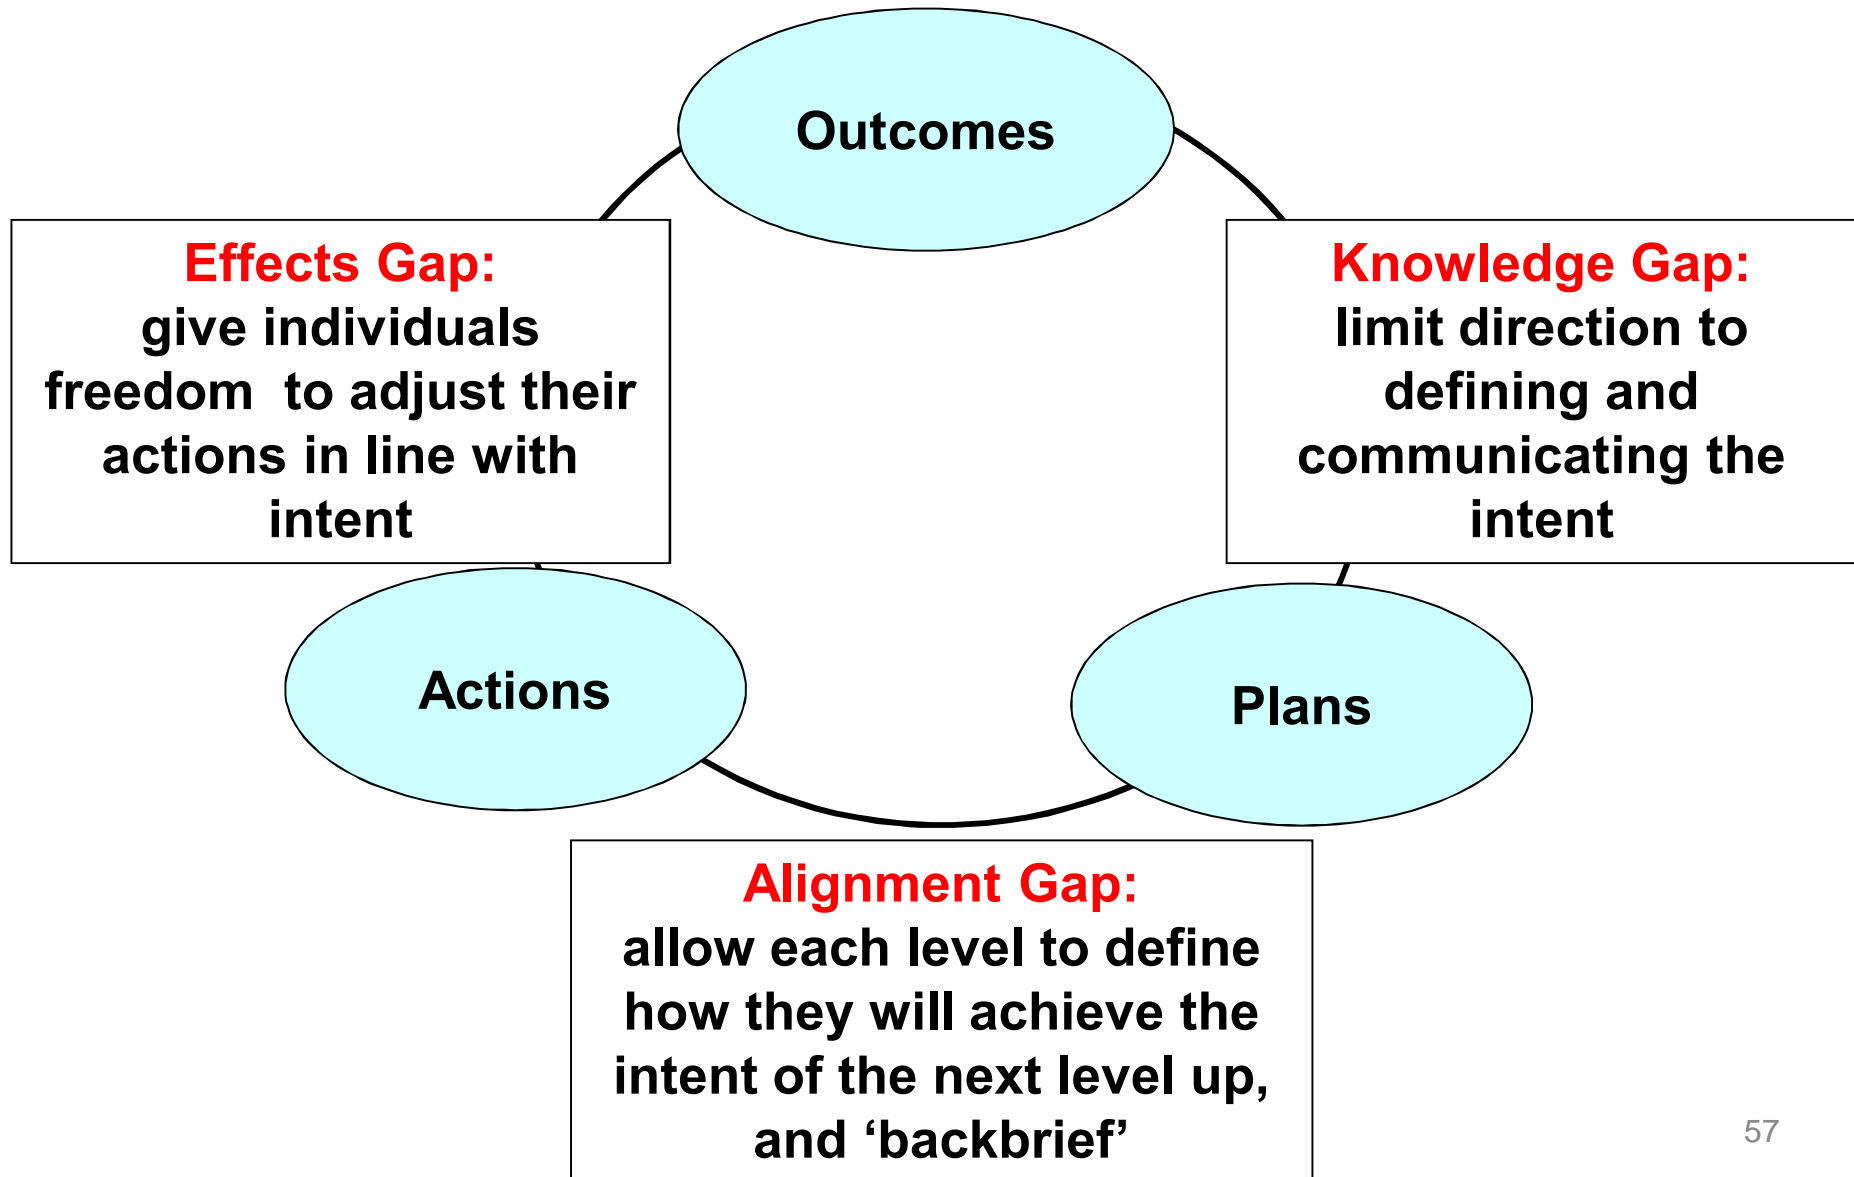 Outcomes
Effects Gap:
give individuals
freedom  to adjust their
actions in line with
intent
Knowledge Gap:
limit direction to
defining and
communicating the
intent
Actions
Plans
Alignment Gap:
allow each level to define
how they will achieve the
intent of the next level up,
and ‘backbrief’
57